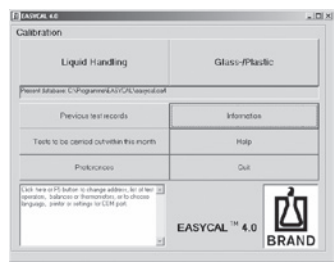 EASYCAL 4.0
Calibration
Liquid Handling
Glass-/Plastic
Present database: C:\Programme\EASYCAL\easycal.mdf
Previous test records
Information
Tests to be carried out within this month
Help
Preferences
Quit
Click here or F5 button to change address, list of test
operators, balances or thermometers, or to choose
language, printer or settings for COM port.
EASYCAL ™ 4.0
BRAND